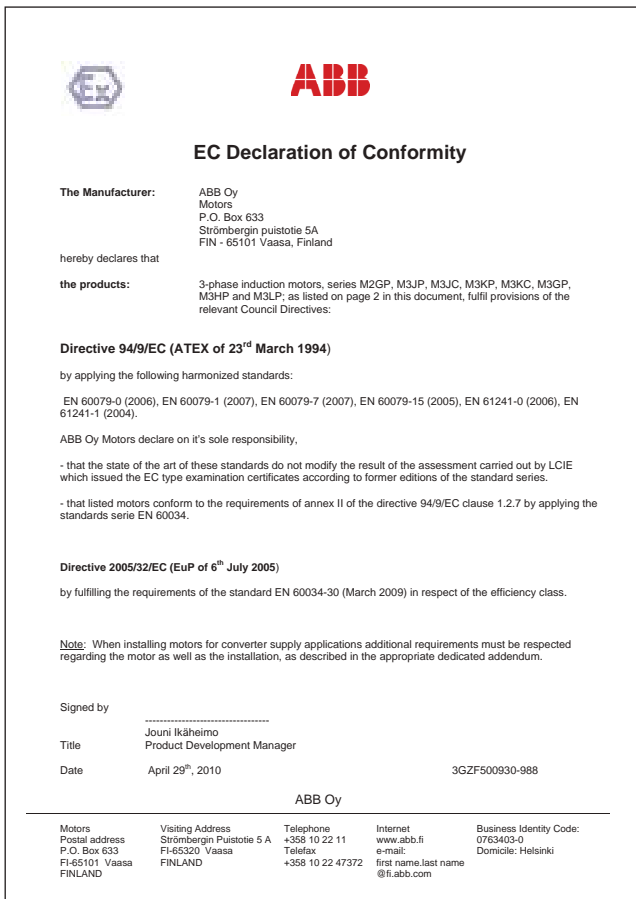 Ex
ABB
EC Declaration of Conformity
The Manufacturer: ABB Oy
Motors
P.O. Box 633
Strömbergin puistotie 5A
FIN - 65101 Vaasa, Finland
hereby declares that
the products: 3-phase induction motors, series M2GP, M3JP, M3JC, M3KP, M3KC, M3GP,
M3HP and M3LP; as listed on page 2 in this document, fulfil provisions of the
relevant Council Directives:
Directive 94/9/EC (ATEX of 23rd March 1994)
by applying the following harmonized standards:
EN 60079-0 (2006), EN 60079-1 (2007), EN 60079-7 (2007), EN 60079-15 (2005), EN 61241-0 (2006), EN
61241-1 (2004).
ABB Oy Motors declare on it's sole responsibility,
- that the state of the art of these standards do not modify the result of the assessment carried out by LCIE
which issued the EC type examination certificates according to former editions of the standard series.
- that listed motors conform to the requirements of annex II of the directive 94/9/EC clause 1.2.7 by applying the
standards serie EN 60034.
Directive 2005/32/EC (EuP of 6th July 2005)
by fulfilling the requirements of the standard EN 60034-30 (March 2009) in respect of the efficiency class.
Note: When installing motors for converter supply applications additional requirements must be respected
regarding the motor as well as the installation, as described in the appropriate dedicated addendum.
Signed by
----------------------------------
Jouni Ikäheimo
Title Product Development Manager
Date April 29th, 2010 3GZF500930-988
ABB Oy
Motors Visiting Address Telephone Internet Business Identity Code:
Postal address Strömbergin Puistotie 5 A +358 10 22 11 www.abb.fi 0763403-0
P.O. Box 633 FI-65320 Vaasa Telefax e-mail: Domicile: Helsinki
FI-65101 Vaasa FINLAND +358 10 22 47372 first name.last name
FINLAND @fi.abb.com